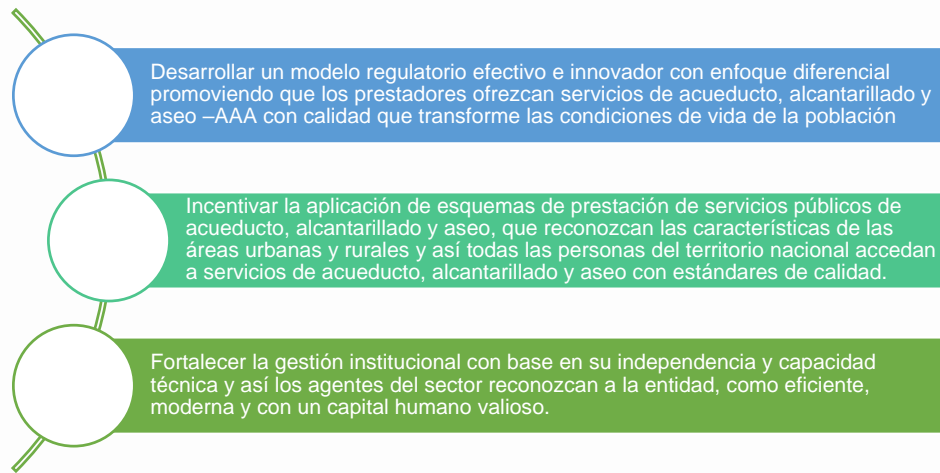 Desarrollar un modelo regulatorio efectivo e innovador con enfoque diferencial
promoviendo que los prestadores ofrezcan servicios de acueducto, alcantarillado y
aseo –AAA con calidad que transforme las condiciones de vida de la población
Incentivar la aplicación de esquemas de prestación de servicios públicos de
acueducto, alcantarillado y aseo, que reconozcan las características de las
áreas urbanas y rurales y así todas las personas del territorio nacional accedan
a servicios de acueducto, alcantarillado y aseo con estándares de calidad.
Fortalecer la gestión institucional con base en su independencia y capacidad
técnica y así los agentes del sector reconozcan a la entidad, como eficiente,
moderna y con un capital humano valioso.